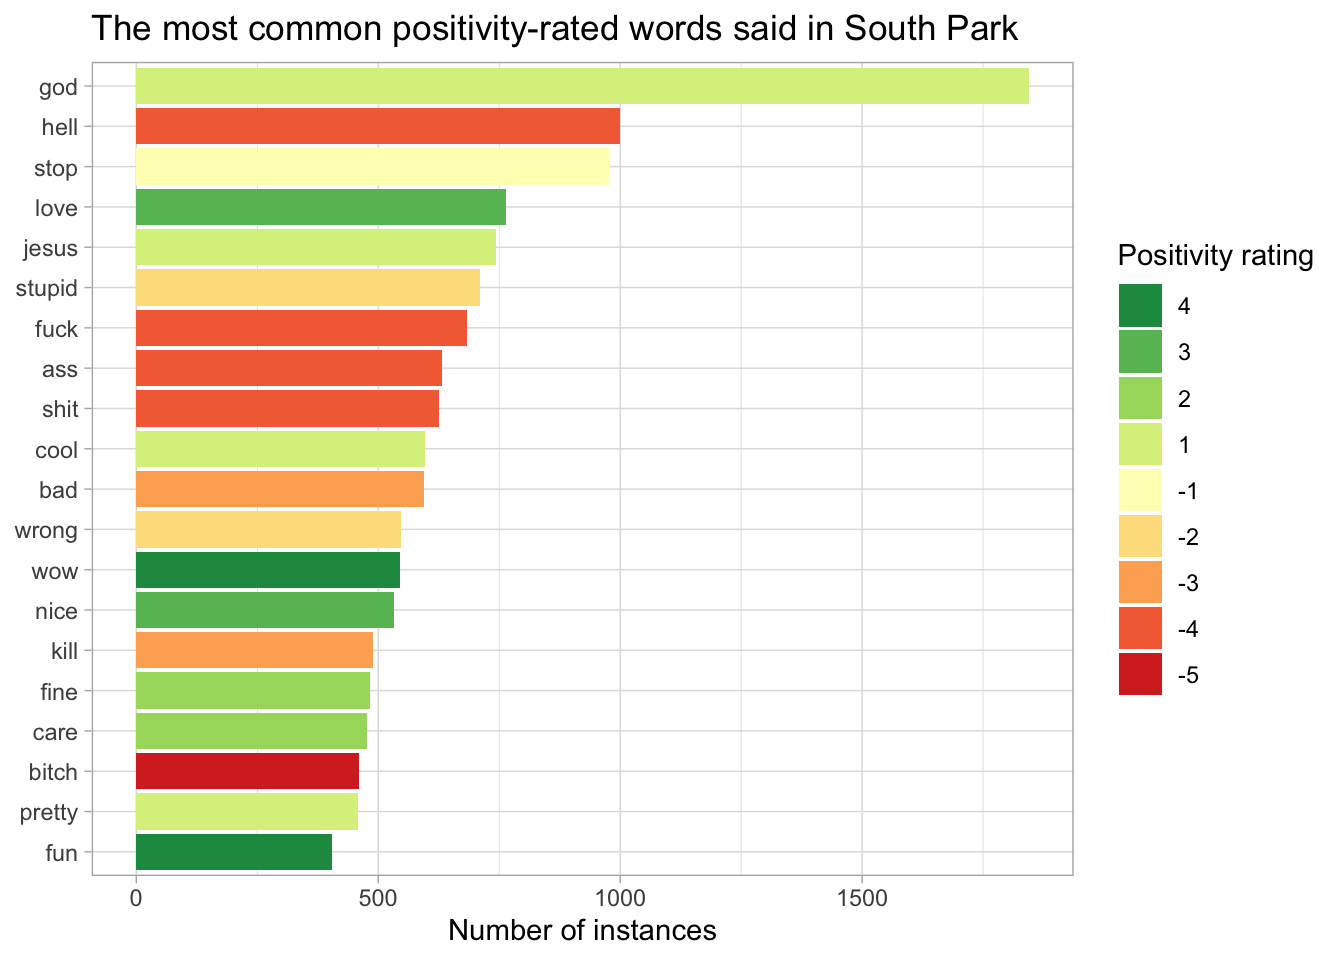 The most common positivity-rated words said in South Park
god
hell
stop
love
jesus
stupid
fuck
ass
shit
cool
bad
wrong
wow
nice
kill
fine
care
bitch
pretty
fun
0 500 1000 1500
Number of instances
Positivity rating
4
3
2
1
-1
-2
-3
-4
-5